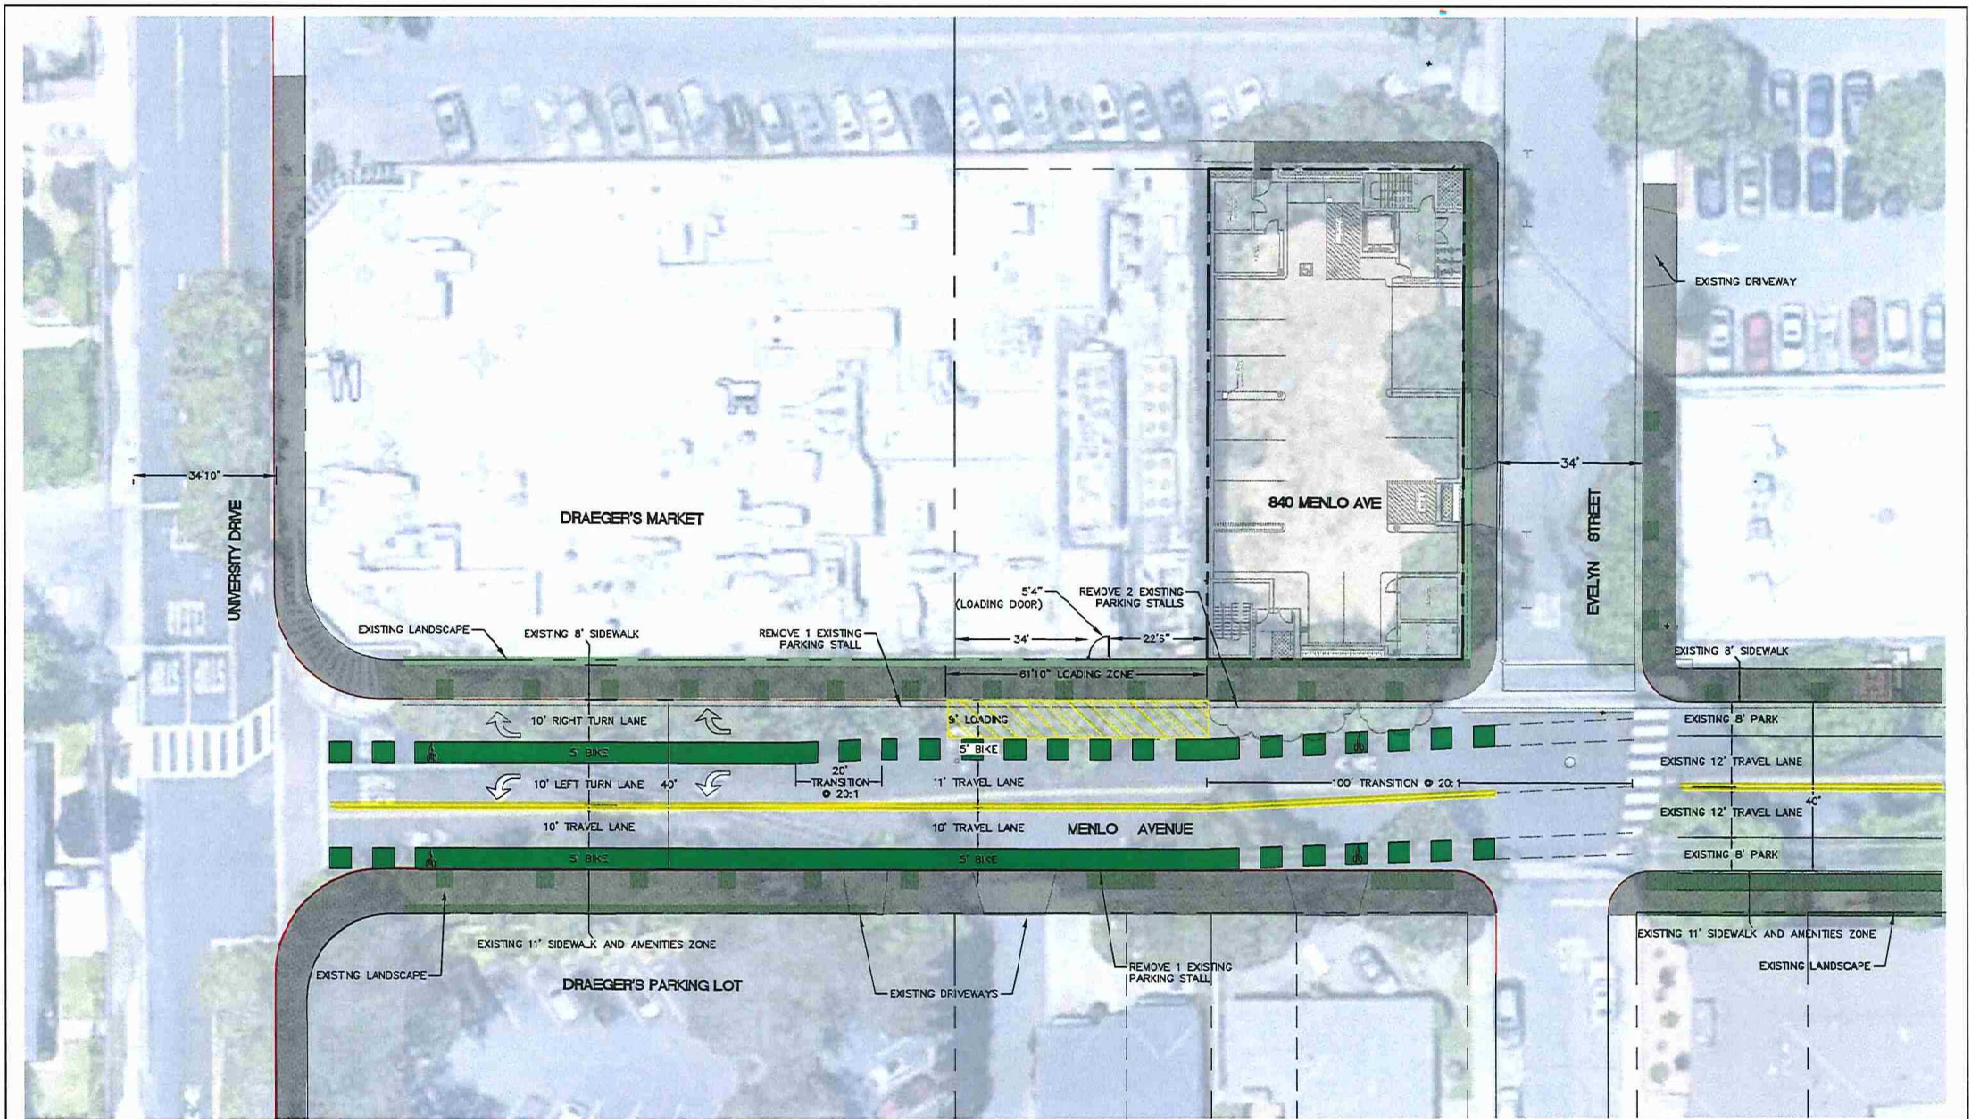 EXISTING DRIVEWAY
34'10"
34'
UNIVERSITY DRIVE
DRAEGER'S MARKET
840 MENLO AVE
EVELYN STREET
5'4"
(LOADING DOOR)
REMOVE 2 EXISTING
PARKING STALLS
EXISTING LANDSCAPE
EXISTNG 8' SIDEWALK
REMOVE 1 EXISTING
PARKING STALL
34'
22'6"
EXISTING 8' SIDEWALK
61'10" LOADING ZONE
10' RIGHT TURN LANE
9' LOADING
EXISTING 8' PARK
5' BIKE
5' BIKE
EXISTING 12' TRAVEL LANE
10' LEFT TURN LANE
40'
20'
TRANSITION
@ 20:1
11' TRAVEL LANE
100' TRANSITION @ 20:1
40'
EXISTING 12' TRAVEL LANE
10' TRAVEL LANE
10' TRAVEL LANE
MENLO AVENUE
5' BIKE
5' BIKE
EXISTING 8' PARK
EXISTING 11' SIDEWALK AND AMENITIES ZONE
EXISTING 11' SIDEWALK AND AMENITIES ZONE
EXISTNG LANDSCAPE
DRAEGER'S PARKING LOT
EXISTING DRIVEWAYS
REMOVE 1 EXISTING
PARKING STALL
EXISTING LANDSCAPE